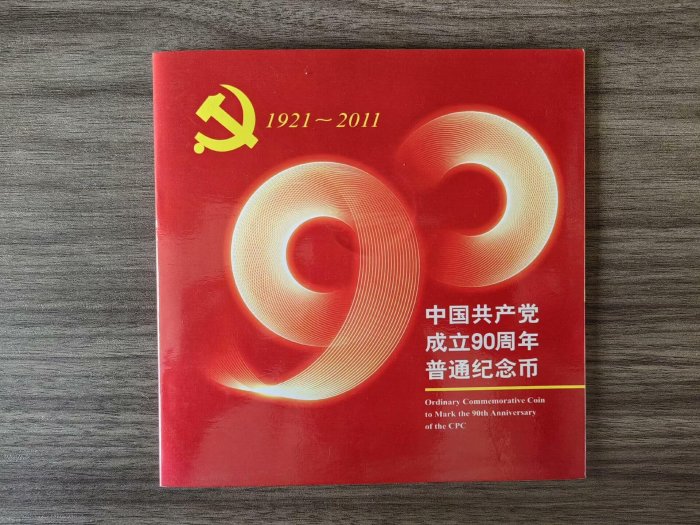 1921～2011
90
中国共产党
成立90周年
普通纪念币
Ordinary Commemorative Coin
to Mark the 90th Anniversary
of the CPC